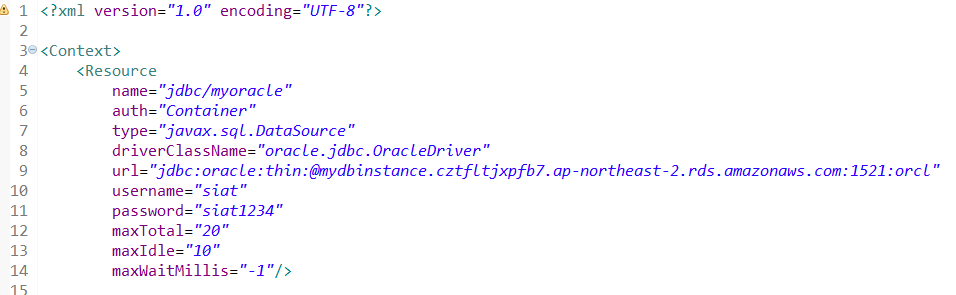 1 <?xml version="1.0" encoding="UTF-8"?>
2
3 <Context>
4 <Resource
5 name="jdbc/myoracle"
6 auth="Container"
7 type="javax.sql.DataSource"
8 driverClassName="oracle.jdbc.OracleDriver"
9 url="jdbc:oracle:thin:@mydbinstance.cztfltjxpfb7.ap-northeast-2.rds.amazonaws.com:1521:orcl"
10 username="siat"
11 password="siat1234"
12 maxTotal="20"
13 maxIdle="10"
14 maxWaitMillis="-1"/>
15